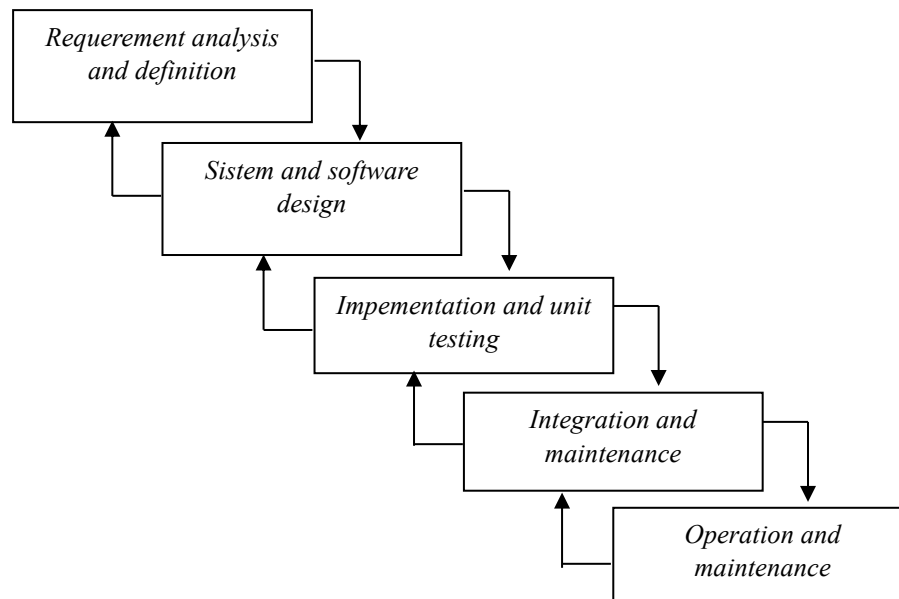 Requerement analysis
and definition
Sistem and software
design
Impementation and unit
testing
Integration and
maintenance
Operation and
maintenance